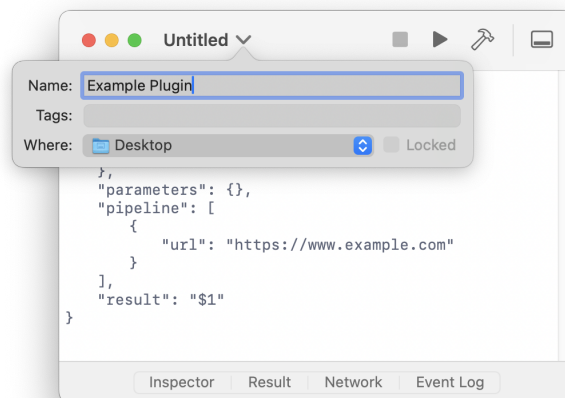 Untitled
Name: Example Plugin
Tags:
Where: Desktop Locked
},
"parameters": {},
"pipeline": [
{
"url": "https://www.example.com"
}
],
"result": "$1"
}
Inspector Result Network Event Log